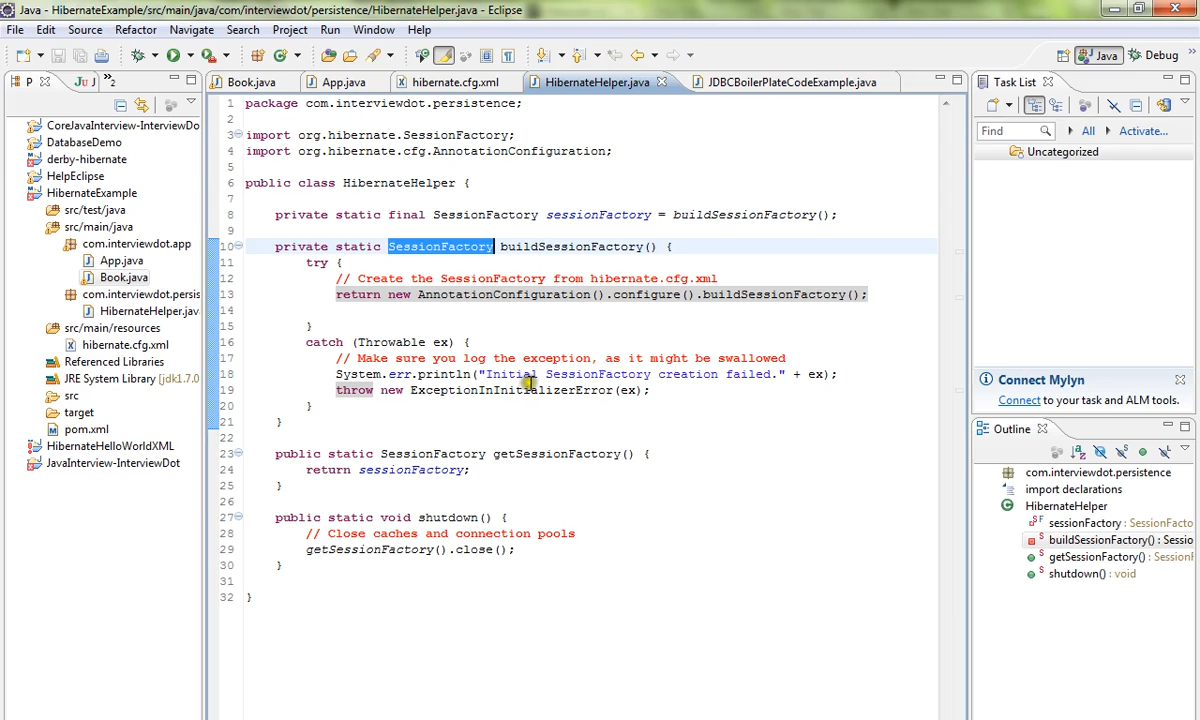 Java - HibernateExample/src/main/java/com/interviewdot/persistence/HibernateHelper.java - Eclipse
File Edit Source Refactor Navigate Search Project Run Window Help
Java Debug
P JU J 2
Book.java App.java hibernate.cfg.xml HibernateHelper.java JDBCBoilerPlateCodeExample.java
Task List
Find All Activate...
Uncategorized
CoreJavaInterview-InterviewDo
DatabaseDemo
derby-hibernate
HelpEclipse
HibernateExample
src/test/java
src/main/java
com.interviewdot.app
App.java
Book.java
com.interviewdot.persis
HibernateHelper.jav
src/main/resources
hibernate.cfg.xml
Referenced Libraries
JRE System Library [jdk1.7.0
src
target
pom.xml
HibernateHelloWorldXML
JavaInterview-InterviewDot
1 package com.interviewdot.persistence;
2
3 import org.hibernate.SessionFactory;
4 import org.hibernate.cfg.AnnotationConfiguration;
5
6 public class HibernateHelper {
7
8 private static final SessionFactory sessionFactory = buildSessionFactory();
9
10 private static SessionFactory buildSessionFactory() {
11 try {
12 // Create the SessionFactory from hibernate.cfg.xml
13 return new AnnotationConfiguration().configure().buildSessionFactory();
14
15 }
16 catch (Throwable ex) {
17 // Make sure you log the exception, as it might be swallowed
18 System.err.println("Initial SessionFactory creation failed." + ex);
19 throw new ExceptionInInitializerError(ex);
20 }
21 }
22
23 public static SessionFactory getSessionFactory() {
24 return sessionFactory;
25 }
26
27 public static void shutdown() {
28 // Close caches and connection pools
29 getSessionFactory().close();
30 }
31
32 }
Connect Mylyn
Connect to your task and ALM tools.
Outline
com.interviewdot.persistence
import declarations
HibernateHelper
sessionFactory : SessionFacto
buildSessionFactory() : Sessio
getSessionFactory() : SessionF
shutdown() : void